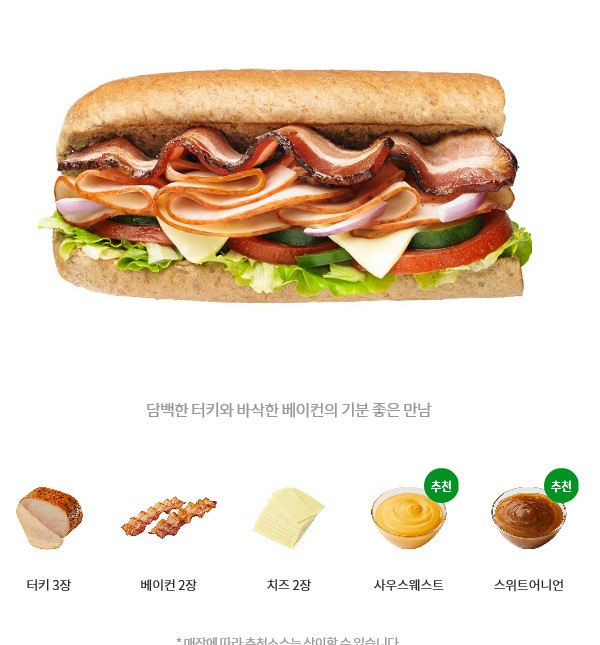 담백한 터키와 바삭한 베이컨의 기분 좋은 만남
추천 추천
터키 3장 베이컨 2장 치즈 2장 사우스웨스트 스위트어니언
* 매장에 따라 추천소스는 상이할 수 있습니다